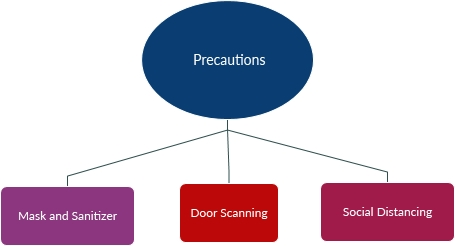 Precautions
Mask and Sanitizer
Door Scanning
Social Distancing